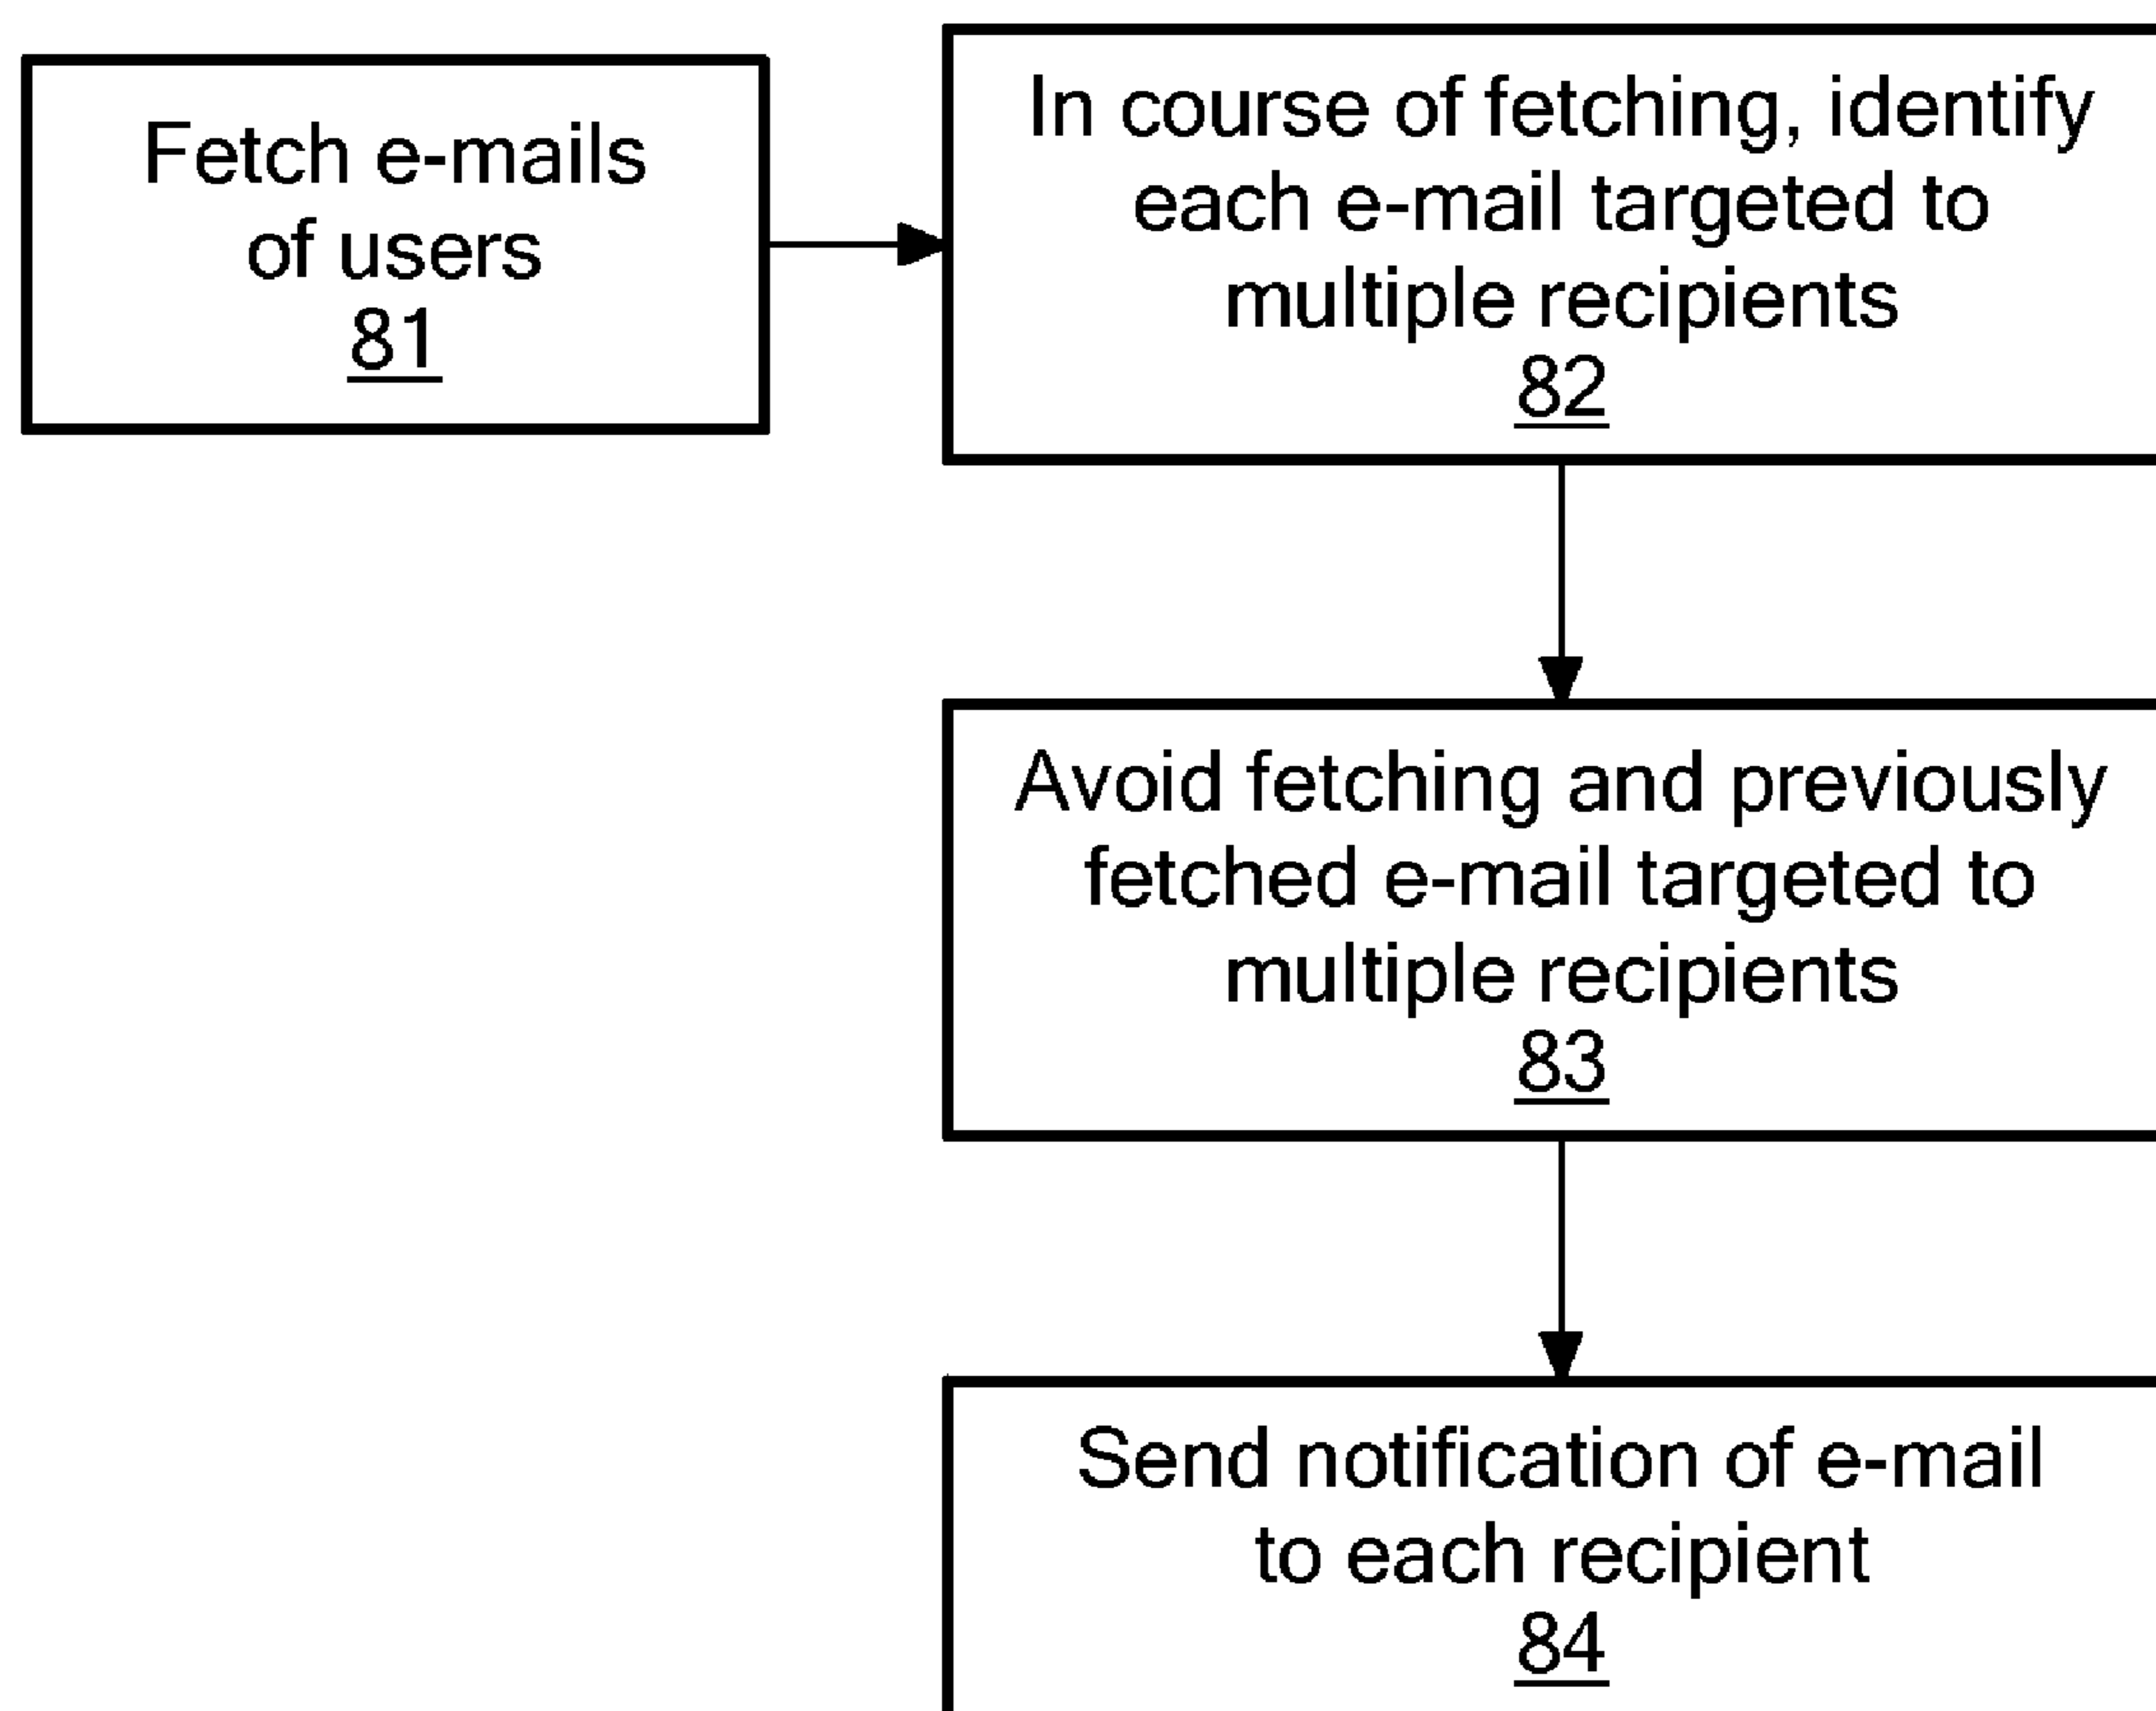 Fetch e-mails
of users
81
In course of fetching, identify
each e-mail targeted to
multiple recipients
82
Avoid fetching and previously
fetched e-mail targeted to
multiple recipients
83
Send notification of e-mail
to each recipient
84